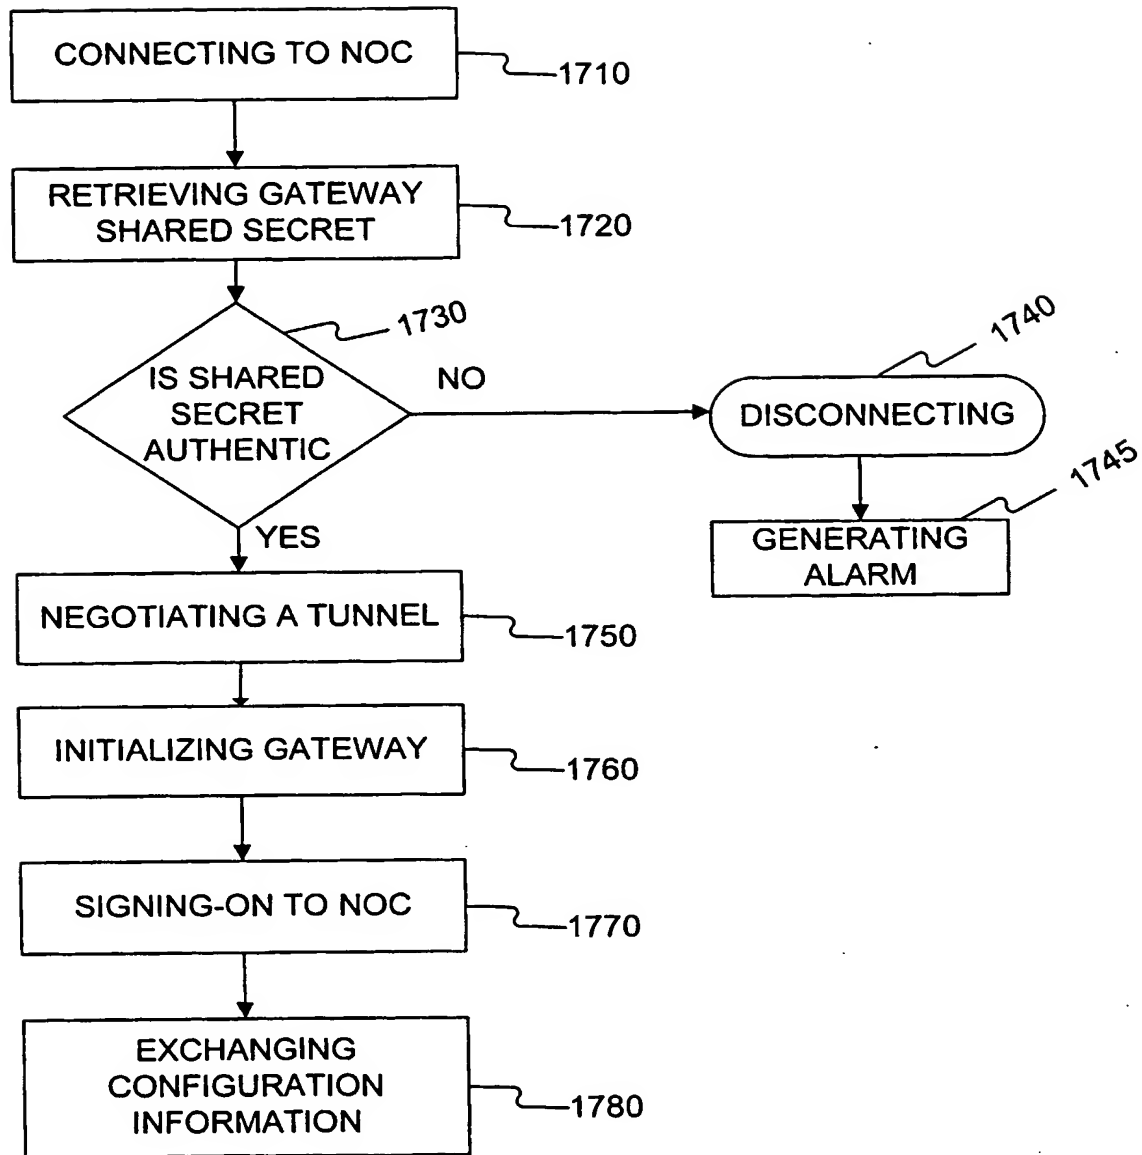 CONNECTING TO NOC
1710
RETRIEVING GATEWAY
SHARED SECRET
1720
1730
IS SHARED
SECRET
AUTHENTIC
NO
1740
DISCONNECTING
1745
GENERATING
ALARM
YES
NEGOTIATING A TUNNEL
1750
INITIALIZING GATEWAY
1760
SIGNING-ON TO NOC
1770
EXCHANGING
CONFIGURATION
INFORMATION
1780